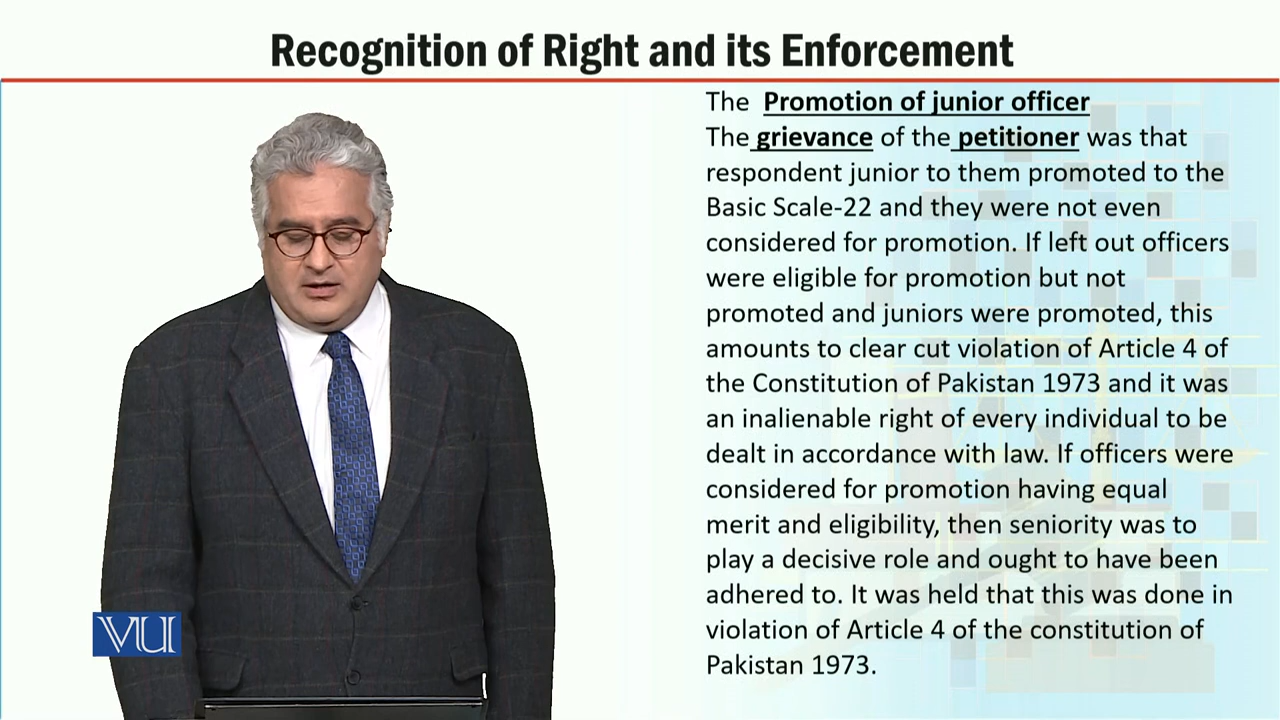 Recognition of Right and its Enforcement
The Promotion of junior officer
The grievance of the petitioner was that
respondent junior to them promoted to the
Basic Scale-22 and they were not even
considered for promotion. If left out officers
were eligible for promotion but not
promoted and juniors were promoted, this
amounts to clear cut violation of Article 4 of
the Constitution of Pakistan 1973 and it was
an inalienable right of every individual to be
dealt in accordance with law. If officers were
considered for promotion having equal
merit and eligibility, then seniority was to
play a decisive role and ought to have been
adhered to. It was held that this was done in
violation of Article 4 of the constitution of
Pakistan 1973.
VU